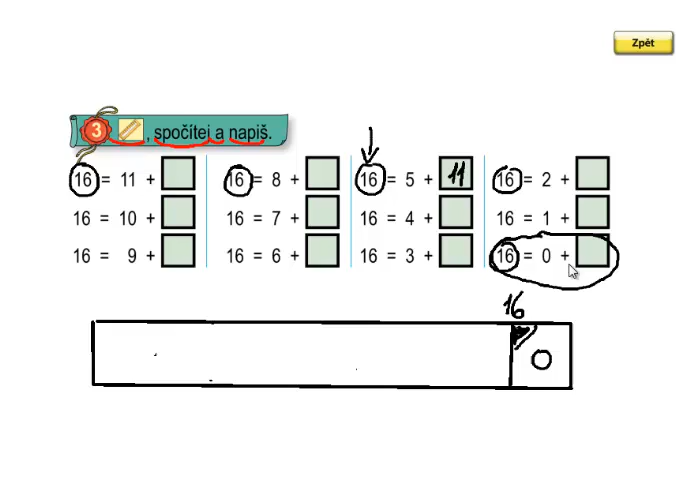 Zpět
3 , spočítej a napiš.
16 = 11 + 16 = 8 + 16 = 5 + 11 16 = 2 +
16 = 10 + 16 = 7 + 16 = 4 + 16 = 1 +
16 = 9 + 16 = 6 + 16 = 3 + 16 = 0 +
16
0